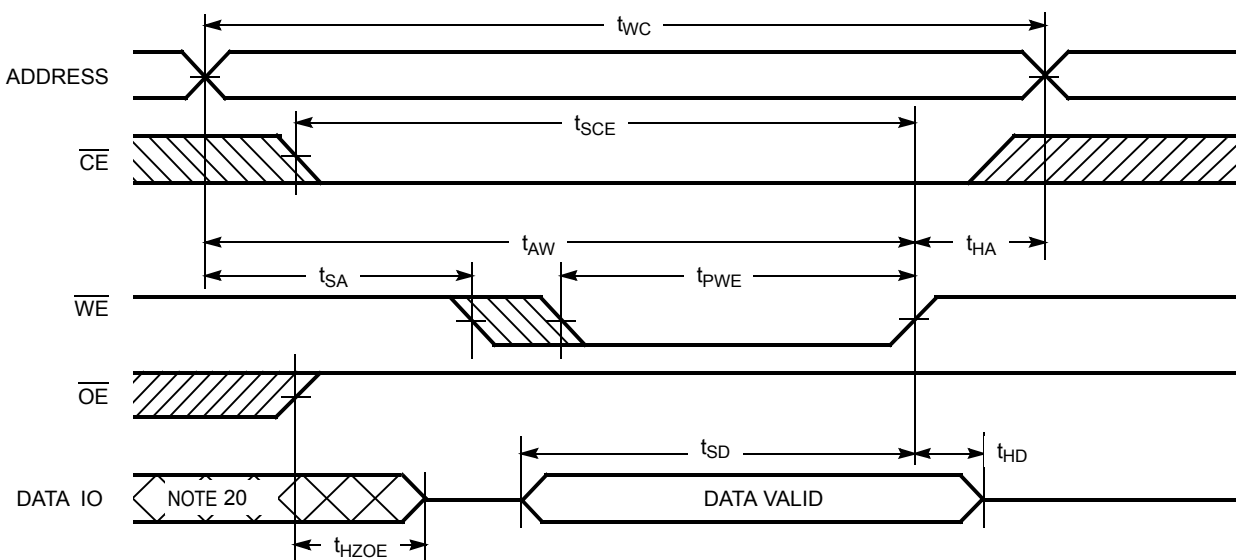 tWC
ADDRESS
tSCE
CE
tAW
tHA
tSA
tPWE
WE
OE
tSD
tHD
DATA IO
NOTE 20
DATA VALID
tHZOE